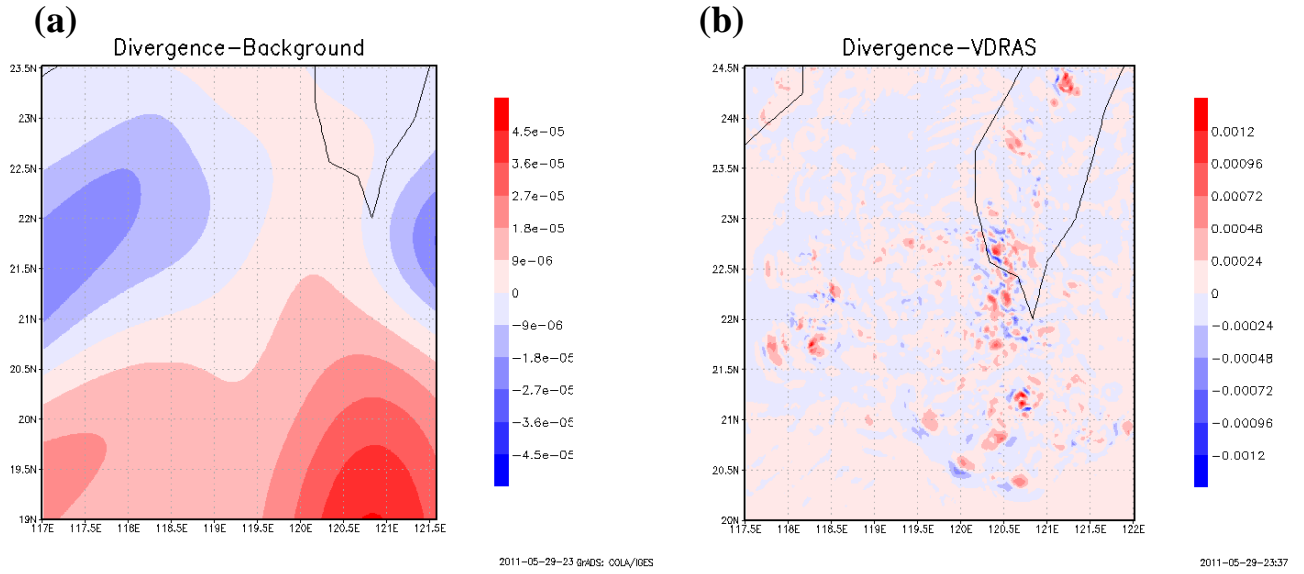 (a)
Divergence-Background
23.5N
23N
22.5N
22N
21.5N
21N
20.5N
20N
19.5N
19N
117E 117.5E 118E 118.5E 119E 119.5E 120E 120.5E 121E 121.5E
4.5e-05
3.6e-05
2.7e-05
1.8e-05
9e-06
0
-9e-06
-1.8e-05
-2.7e-05
-3.6e-05
-4.5e-05
2011-05-29-23 GrADS: COLA/IGES
(b)
Divergence-VDRAS
24.5N
24N
23.5N
23N
22.5N
22N
21.5N
21N
20.5N
20N
117.5E 118E 118.5E 119E 119.5E 120E 120.5E 121E 121.5E 122E
0.0012
0.00096
0.00072
0.00048
0.00024
0
-0.00024
-0.00048
-0.00072
-0.00096
-0.0012
2011-05-29-23:37